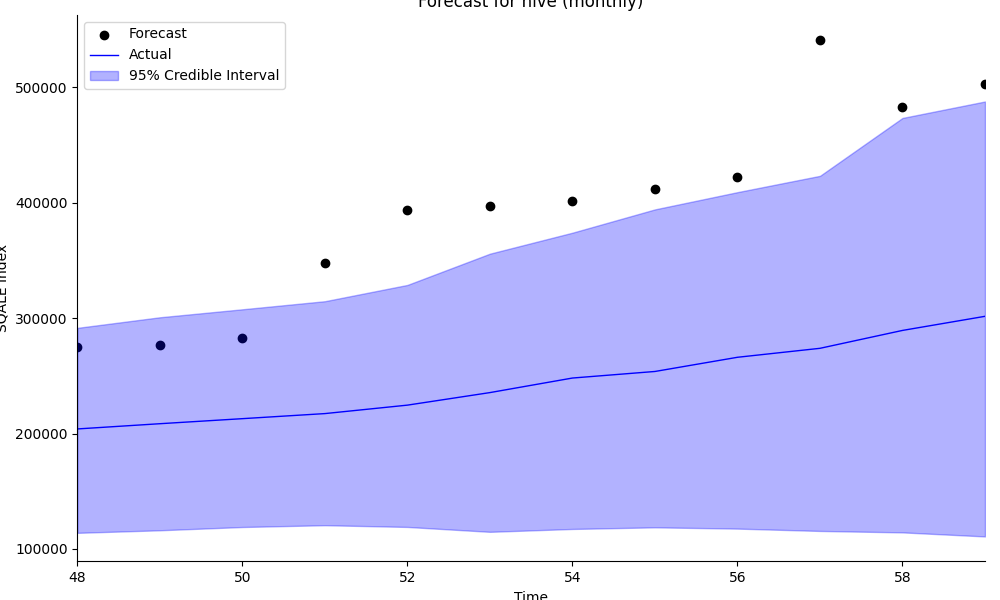 Forecast for hive (monthly)
Forecast
Actual
95% Credible Interval
500000
400000
300000
200000
100000
SQALE Index
48
50
52
54
56
58
Time